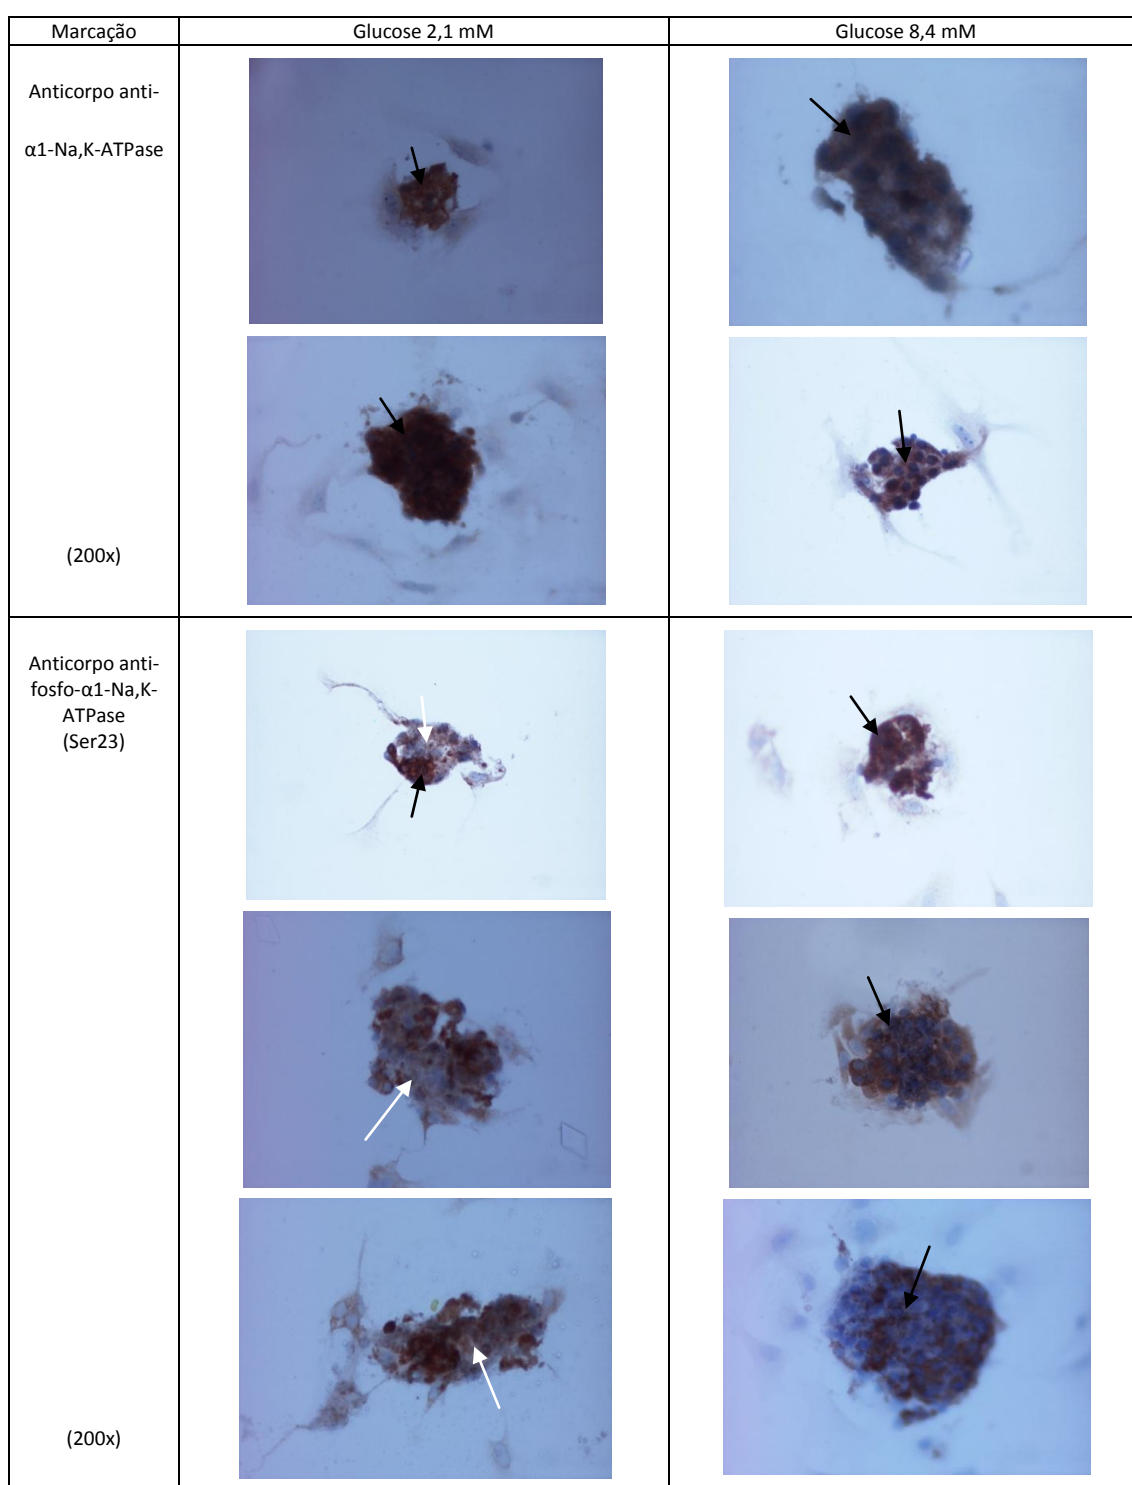 Marcação
Glucose 2,1 mM
Glucose 8,4 mM
Anticorpo anti-
α1-Na,K-ATPase
(200x)
Anticorpo anti-
fosfo-α1-Na,K-
ATPase
(Ser23)
(200x)